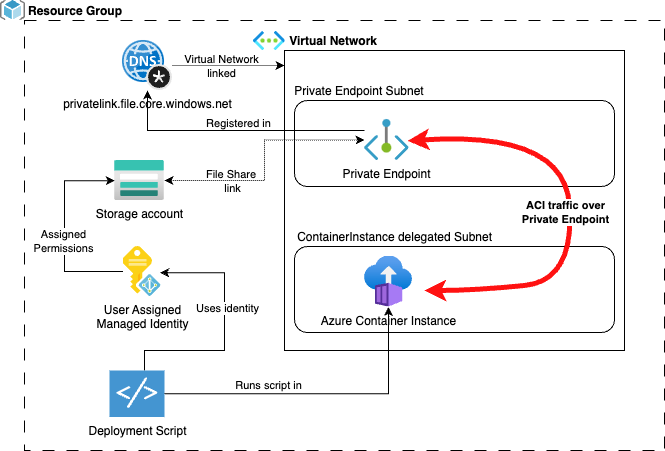 Resource Group
DNS
Virtual Network
linked
Virtual Network
privatelink.file.core.windows.net
Private Endpoint Subnet
Registered in
Private Endpoint
File Share
link
Storage account
ACI traffic over
Private Endpoint
Assigned
Permissions
ContainerInstance delegated Subnet
User Assigned
Managed Identity
Uses identity
Azure Container Instance
Runs script in
Deployment Script